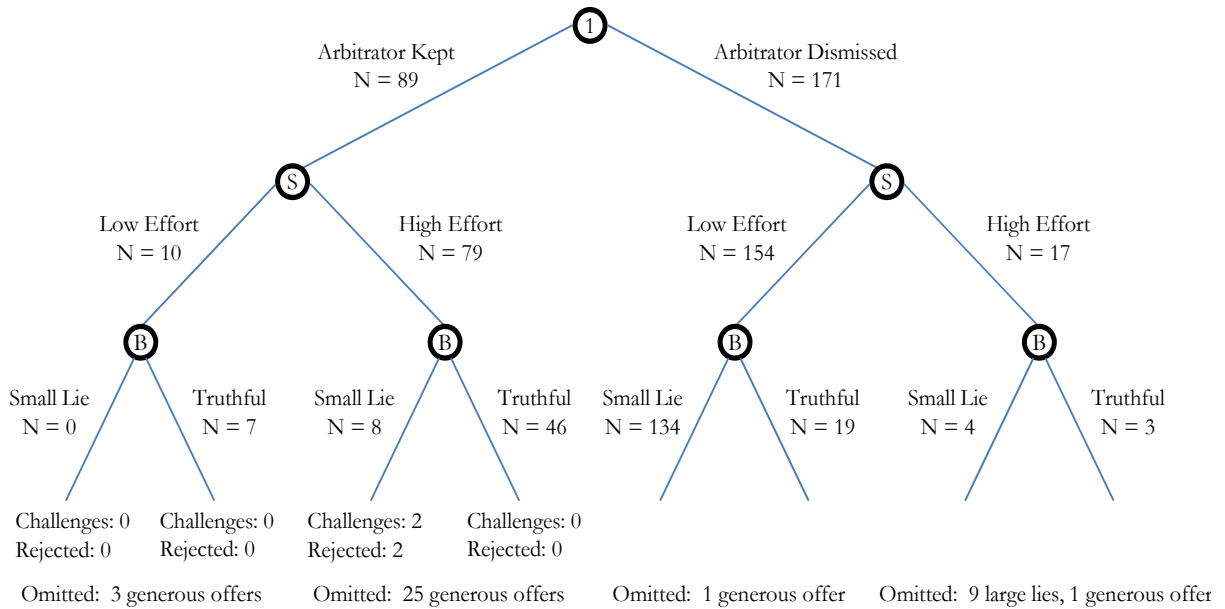 1
Arbitrator Kept
N = 89
Arbitrator Dismissed
N = 171
S
S
Low Effort
N = 10
High Effort
N = 79
Low Effort
N = 154
High Effort
N = 17
B
B
B
B
Small Lie
N = 0
Truthful
N = 7
Small Lie
N = 8
Truthful
N = 46
Small Lie
N = 134
Truthful
N = 19
Small Lie
N = 4
Truthful
N = 3
Challenges: 0
Rejected: 0
Challenges: 0
Rejected: 0
Challenges: 2
Rejected: 2
Challenges: 0
Rejected: 0
Omitted: 3 generous offers
Omitted: 25 generous offers
Omitted: 1 generous offer
Omitted: 9 large lies, 1 generous offer